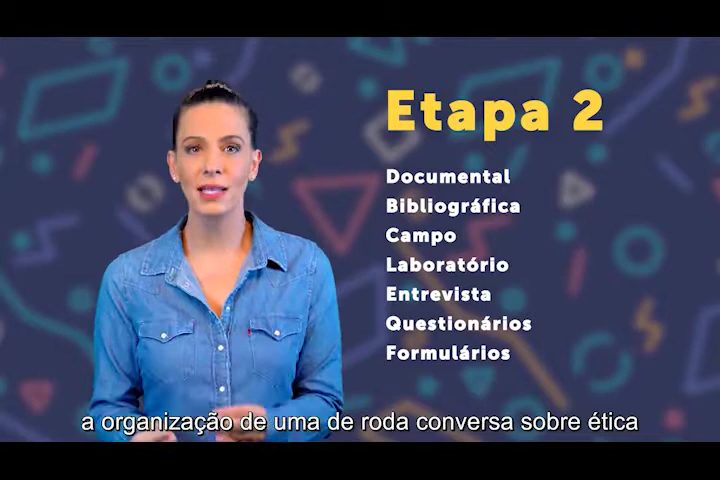 Etapa 2
Documental
Bibliográfica
Campo
Laboratório
Entrevista
Questionários
Formulários
a organização de uma de roda conversa sobre ética